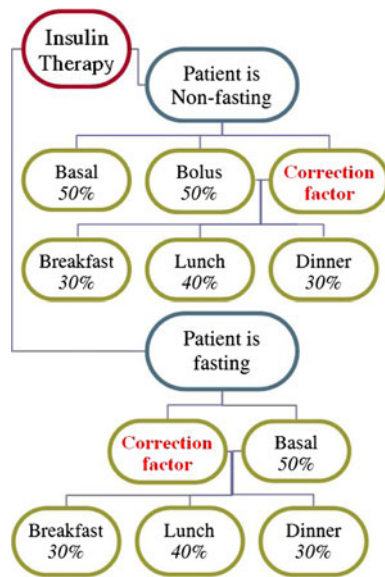 Insulin
Therapy
Patient is
Non-fasting
Basal
50%
Bolus
50%
Correction
factor
Breakfast
30%
Lunch
40%
Dinner
30%
Patient is
fasting
Correction
factor
Basal
50%
Breakfast
30%
Lunch
40%
Dinner
30%